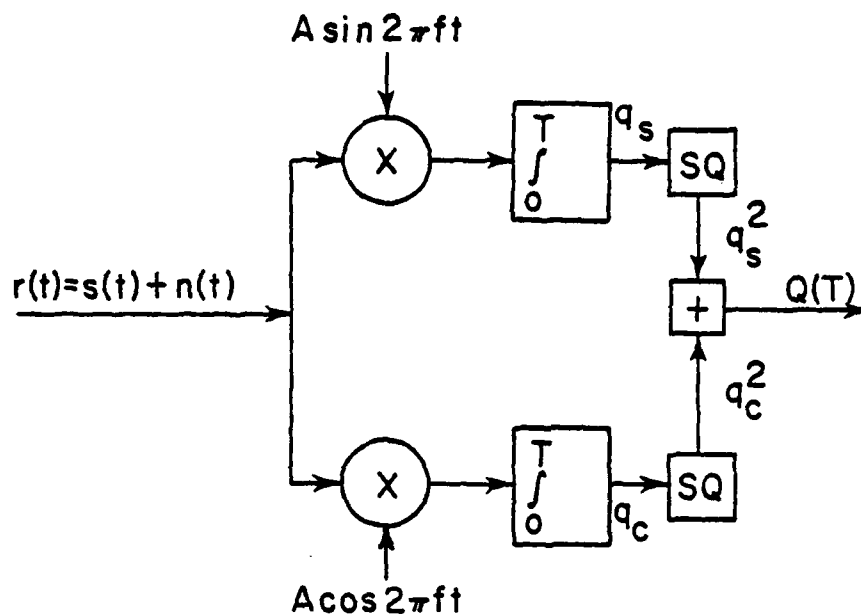 A sin 2πft
X
T
∫
0
q_s
SQ
q_s^2
r(t)=s(t)+n(t)
+
Q(T)
q_c^2
X
T
∫
0
q_c
SQ
A cos 2πft